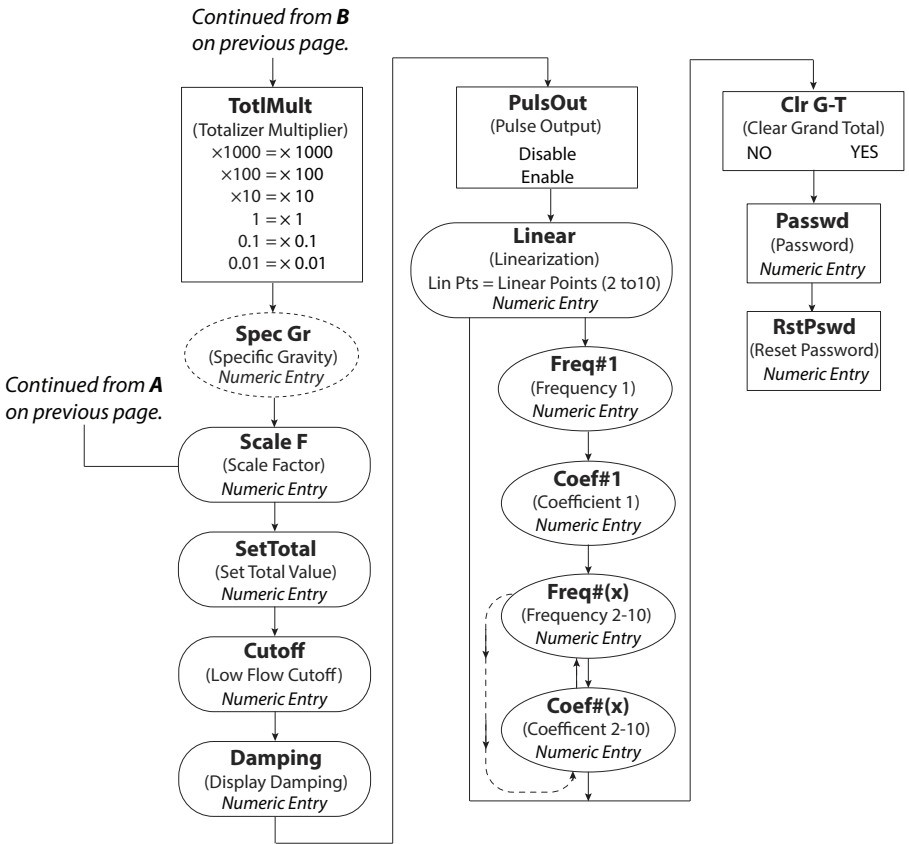 Continued from B
on previous page.
TotlMult
(Totalizer Multiplier)
×1000 = × 1000
×100 = × 100
×10 = × 10
1 = × 1
0.1 = × 0.1
0.01 = × 0.01
Spec Gr
(Specific Gravity)
Numeric Entry
Continued from A
on previous page.
Scale F
(Scale Factor)
Numeric Entry
SetTotal
(Set Total Value)
Numeric Entry
Cutoff
(Low Flow Cutoff)
Numeric Entry
Damping
(Display Damping)
Numeric Entry
PulsOut
(Pulse Output)
Disable
Enable
Linear
(Linearization)
Lin Pts = Linear Points (2 to10)
Numeric Entry
Freq#1
(Frequency 1)
Numeric Entry
Coef#1
(Coefficient 1)
Numeric Entry
Freq#(x)
(Frequency 2-10)
Numeric Entry
Coef#(x)
(Coefficent 2-10)
Numeric Entry
Clr G-T
(Clear Grand Total)
NO YES
Passwd
(Password)
Numeric Entry
RstPswd
(Reset Password)
Numeric Entry